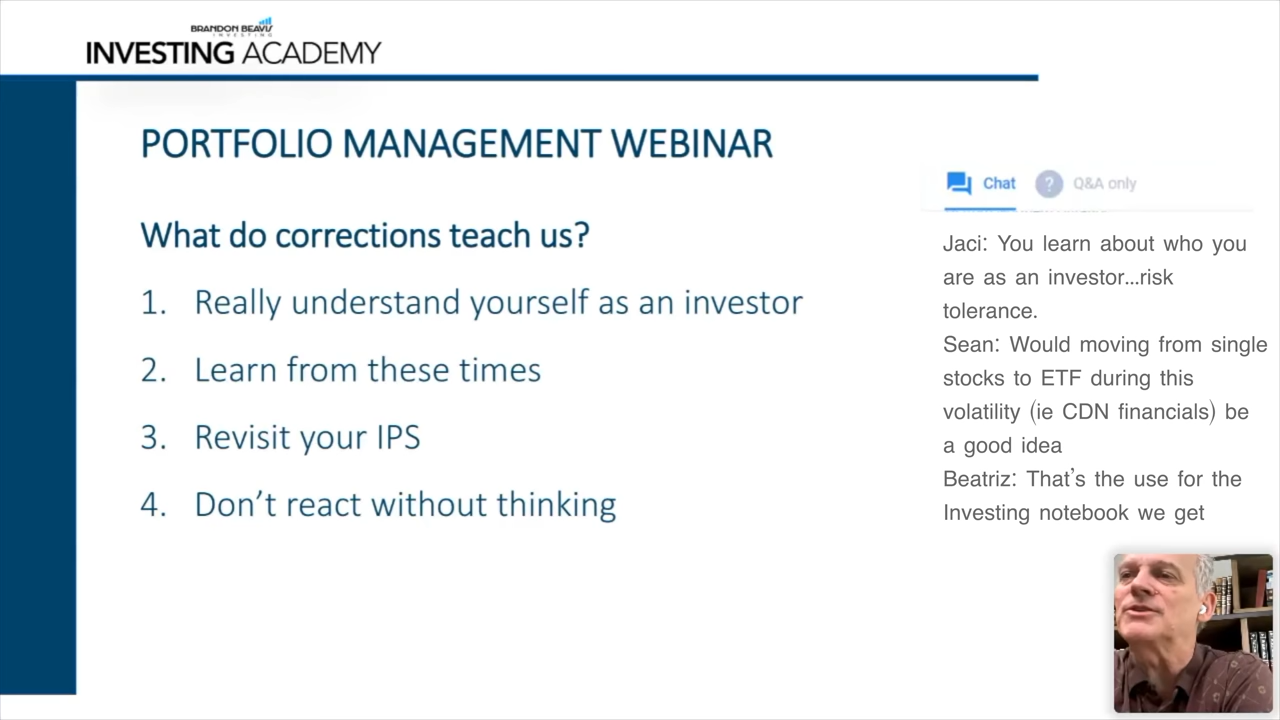 BRANDON BEAVIS
INVESTING
INVESTING ACADEMY
PORTFOLIO MANAGEMENT WEBINAR
What do corrections teach us?
1. Really understand yourself as an investor
2. Learn from these times
3. Revisit your IPS
4. Don’t react without thinking
Chat ? Q&A only
Jaci: You learn about who you
are as an investor...risk
tolerance.
Sean: Would moving from single
stocks to ETF during this
volatility (ie CDN financials) be
a good idea
Beatriz: That’s the use for the
Investing notebook we get